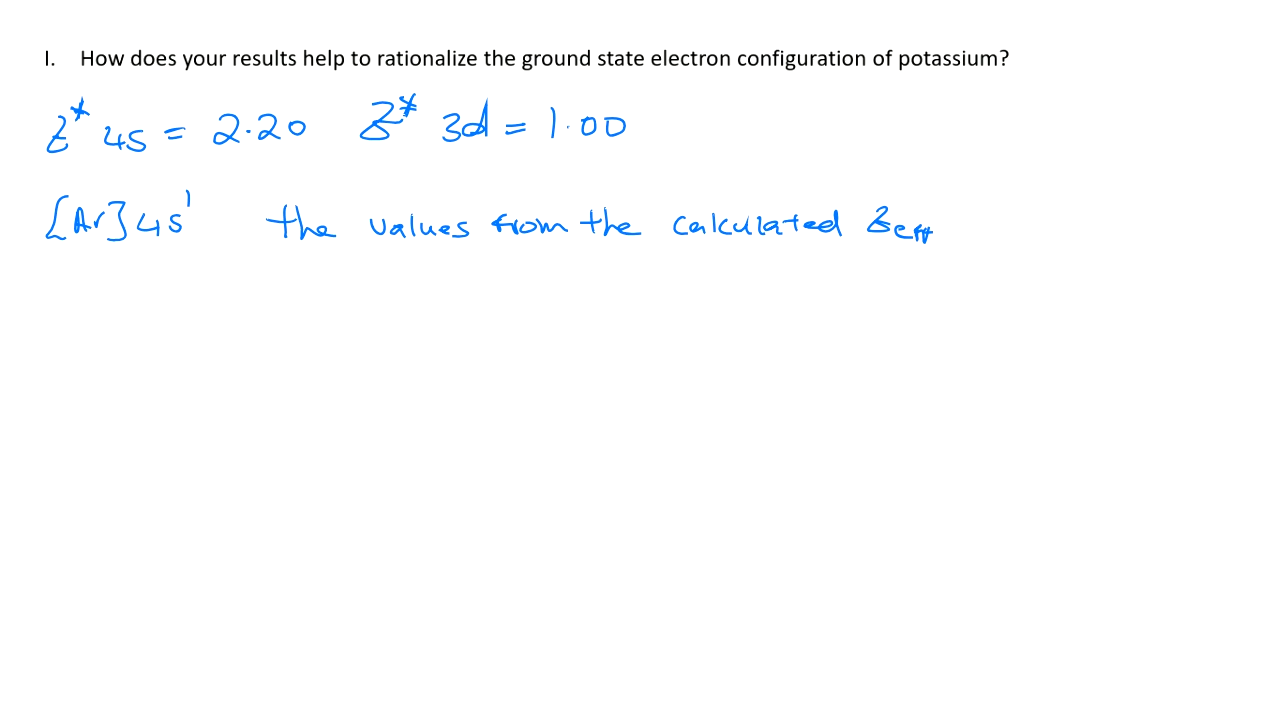 I. How does your results help to rationalize the ground state electron configuration of potassium?
Z* 4s = 2.20 Z* 3d = 1.00
[Ar] 4s¹ the values from the calculated Zeff